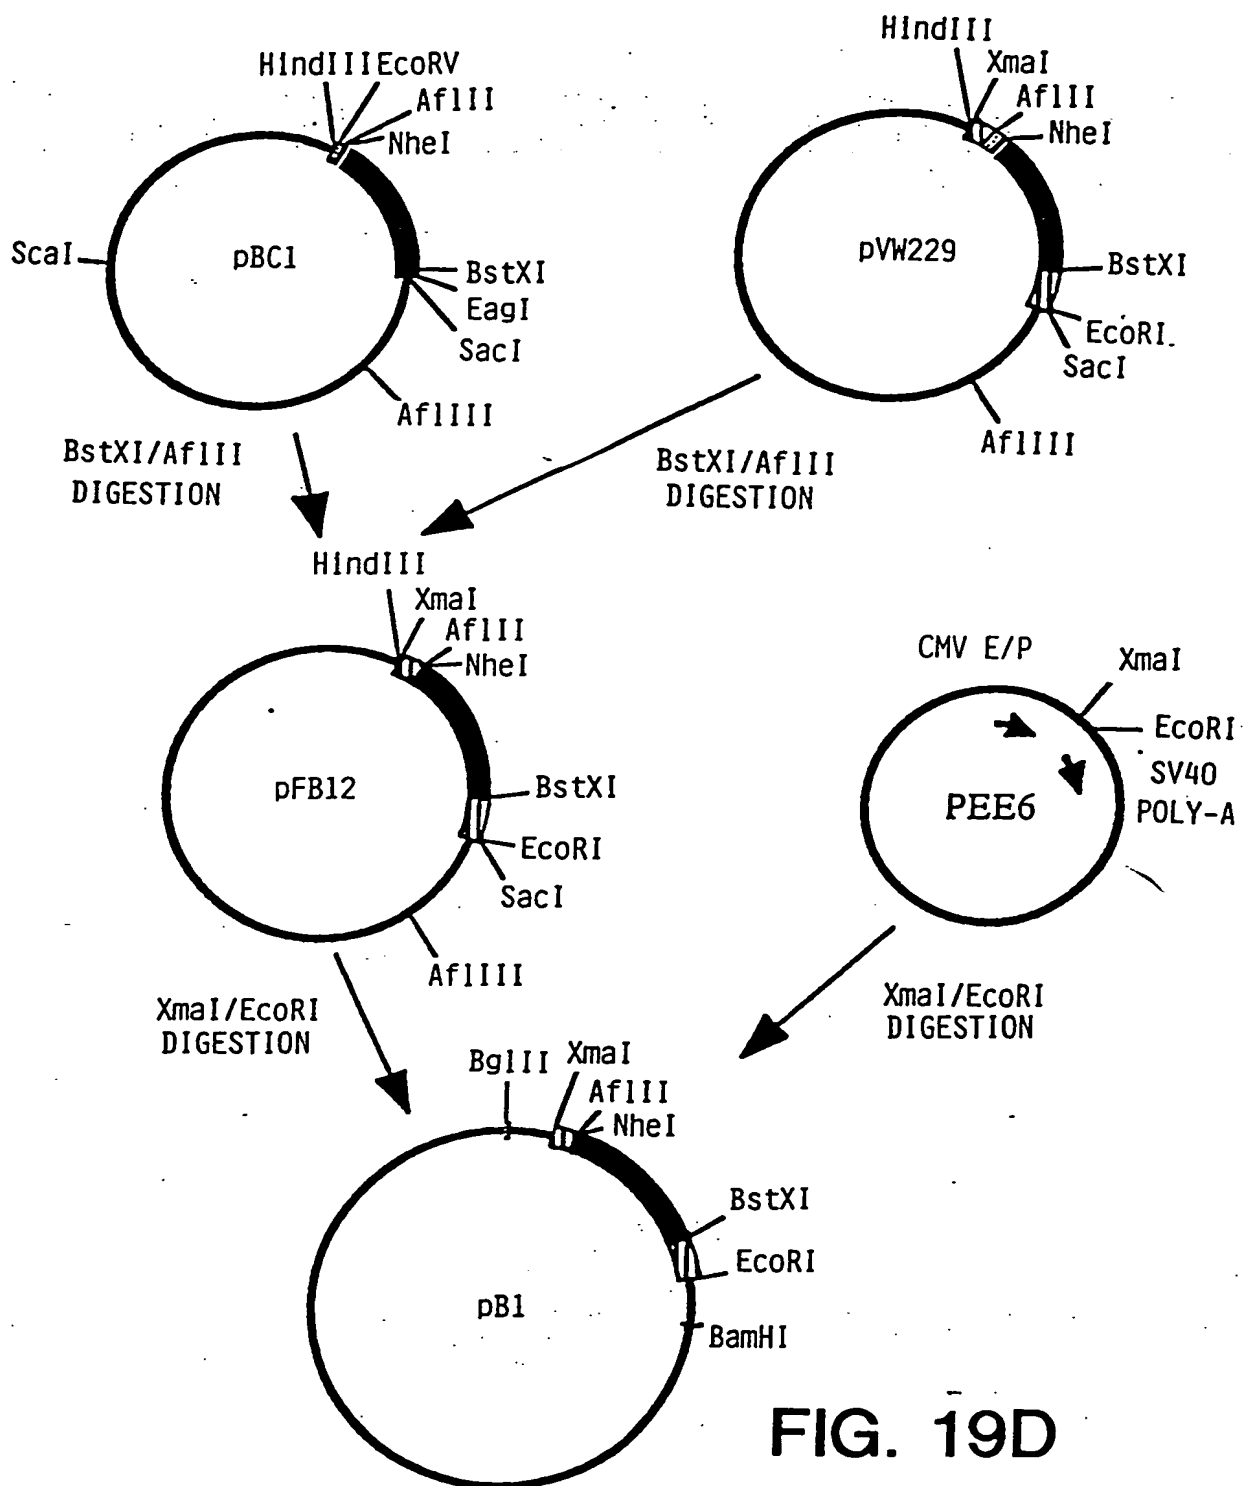 HindIII EcoRV
AflII
NheI
ScaI
pBC1
BstXI
EagI
SacI
AflIII
HindIII
XmaI
AflII
NheI
pVW229
BstXI
EcoRI
SacI
AflIII
BstXI/AflII
DIGESTION
BstXI/AflII
DIGESTION
HindIII
XmaI
AflII
NheI
pFB12
BstXI
EcoRI
SacI
AflIII
CMV E/P
XmaI
EcoRI
SV40
POLY-A
PEE6
XmaI/EcoRI
DIGESTION
XmaI/EcoRI
DIGESTION
BglII
XmaI
AflII
NheI
BstXI
EcoRI
pB1
BamHI
FIG. 19D